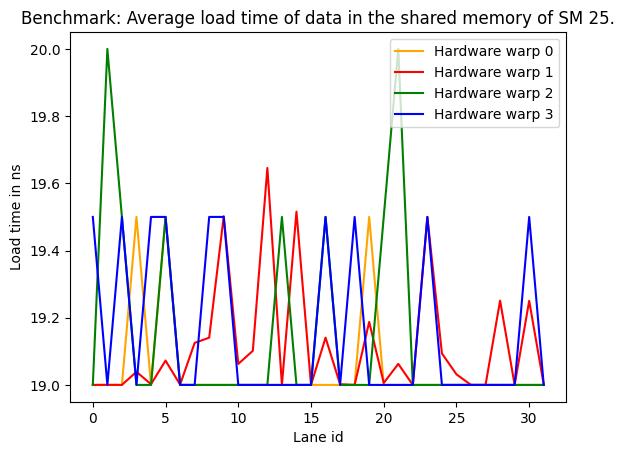 Benchmark: Average load time of data in the shared memory of SM 25.
Hardware warp 0
Hardware warp 1
Hardware warp 2
Hardware warp 3
Load time in ns
20.0
19.8
19.6
19.4
19.2
19.0
0 5 10 15 20 25 30
Lane id